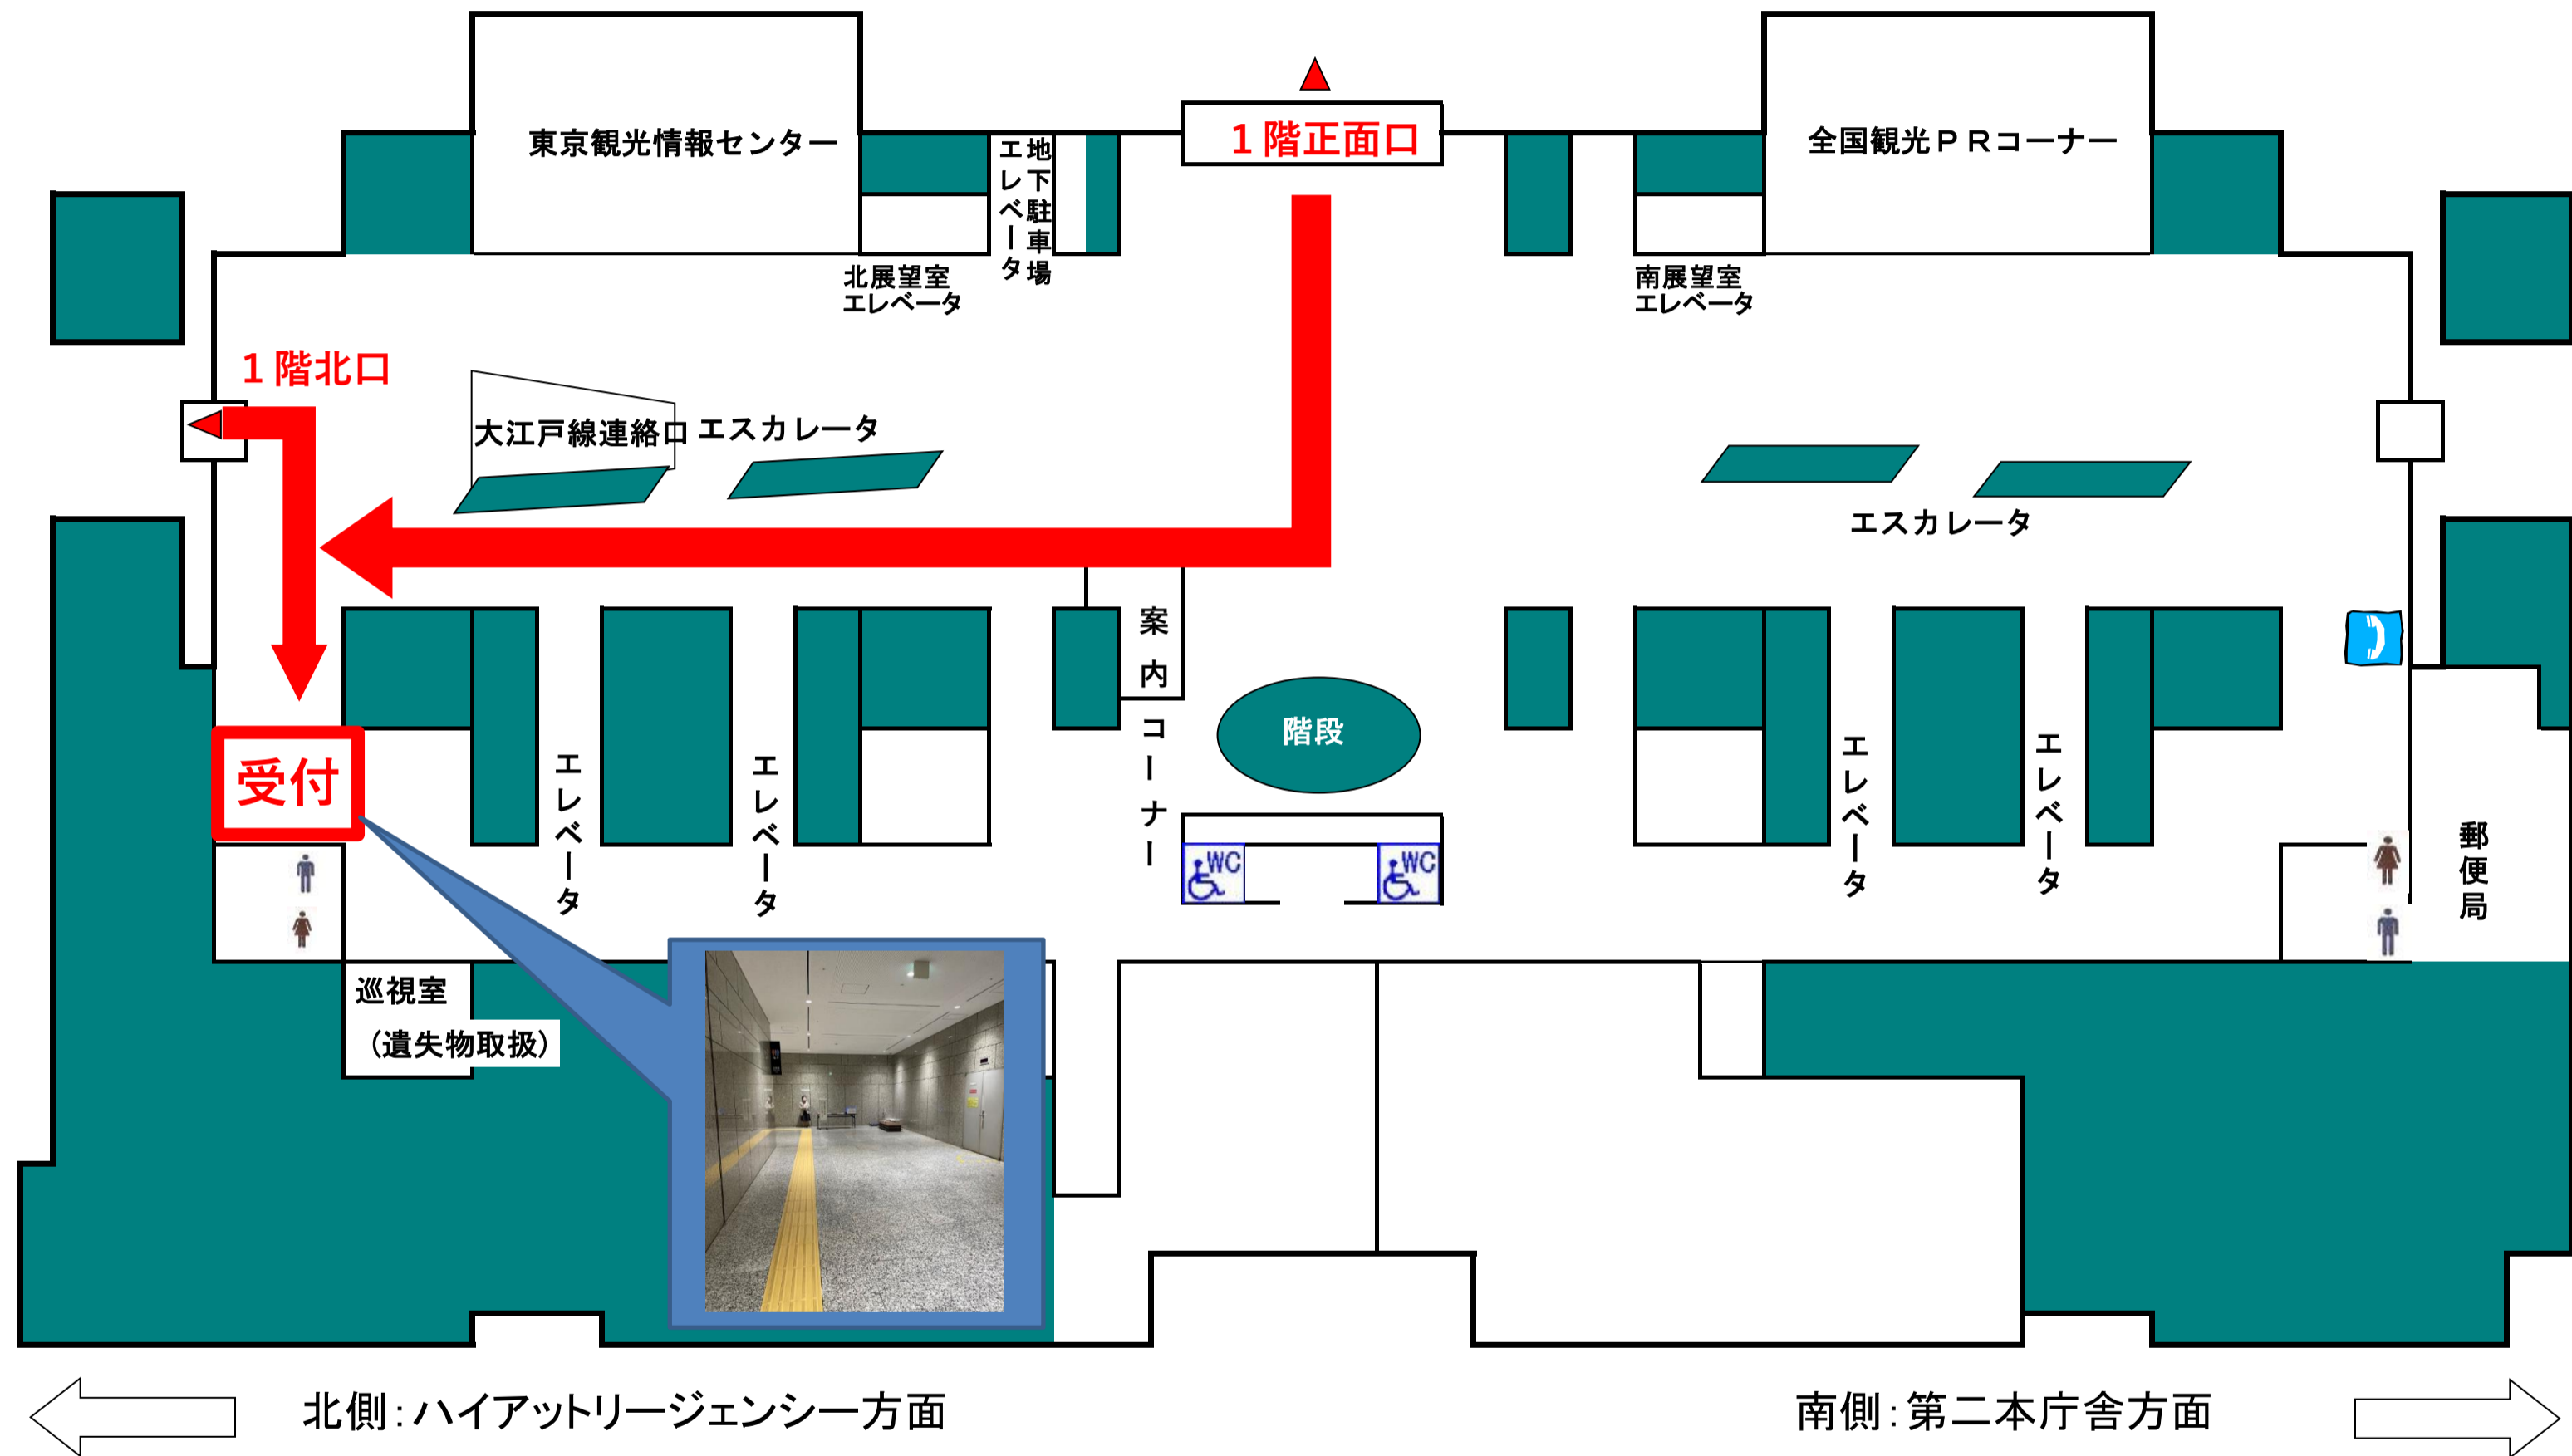 東京観光情報センター
１階正面口
全国観光ＰＲコーナー
地下駐車場
エレベータ
北展望室
エレベータ
南展望室
エレベータ
１階北口
大江戸線連絡口
エスカレータ
エスカレータ
案内コーナー
階段
受付
エレベータ
エレベータ
エレベータ
エレベータ
WC
WC
郵便局
巡視室
（遺失物取扱）
北側：ハイアットリージェンシー方面
南側：第二本庁舎方面